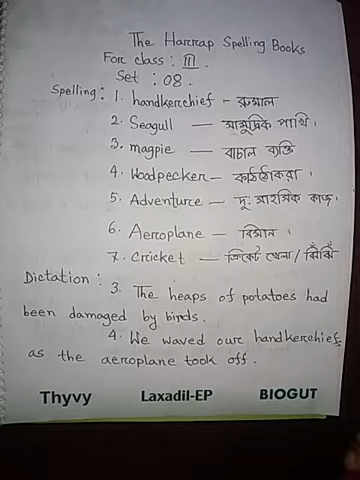 The Harrap Spelling Books
For class : III.
Set : 08.
Spelling : 1. handkerchief - রুমাল
2. Seagull — সামুদ্রিক পাখি।
3. magpie — বাচাল ব্যক্তি
4. Woodpecker - কাঠঠোকরা।
5. Adventure - দুঃসাহসিক কাজ।
6. Aeroplane - বিমান।
7. Cricket - ক্রিকেট খেলা / ঝিঁঝিঁ
Dictation :
3. The heaps of potatoes had
been damaged by birds.
4. We waved our handkerchiefs
as the aeroplane took off.
Thyvy Laxadil-EP BIOGUT